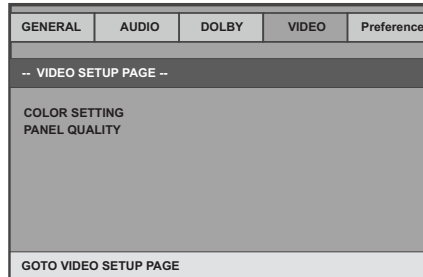 GENERAL AUDIO DOLBY VIDEO Preference
-- VIDEO SETUP PAGE --
COLOR SETTING
PANEL QUALITY
GOTO VIDEO SETUP PAGE